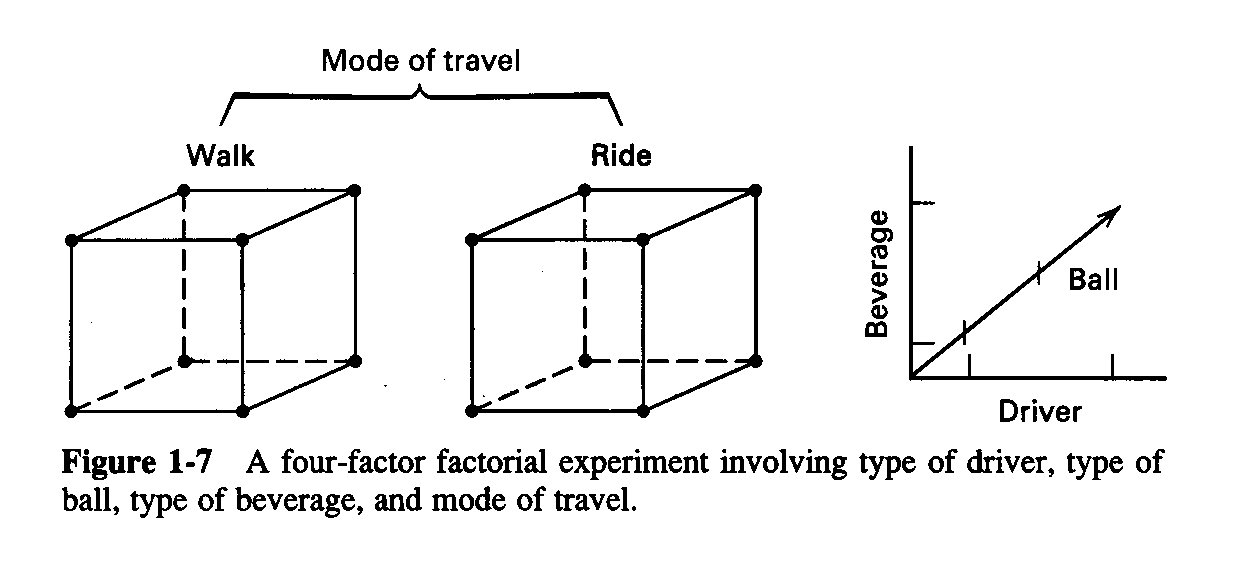 Mode of travel
Walk
Ride
Beverage
Ball
Driver
Figure 1-7 A four-factor factorial experiment involving type of driver, type of
ball, type of beverage, and mode of travel.